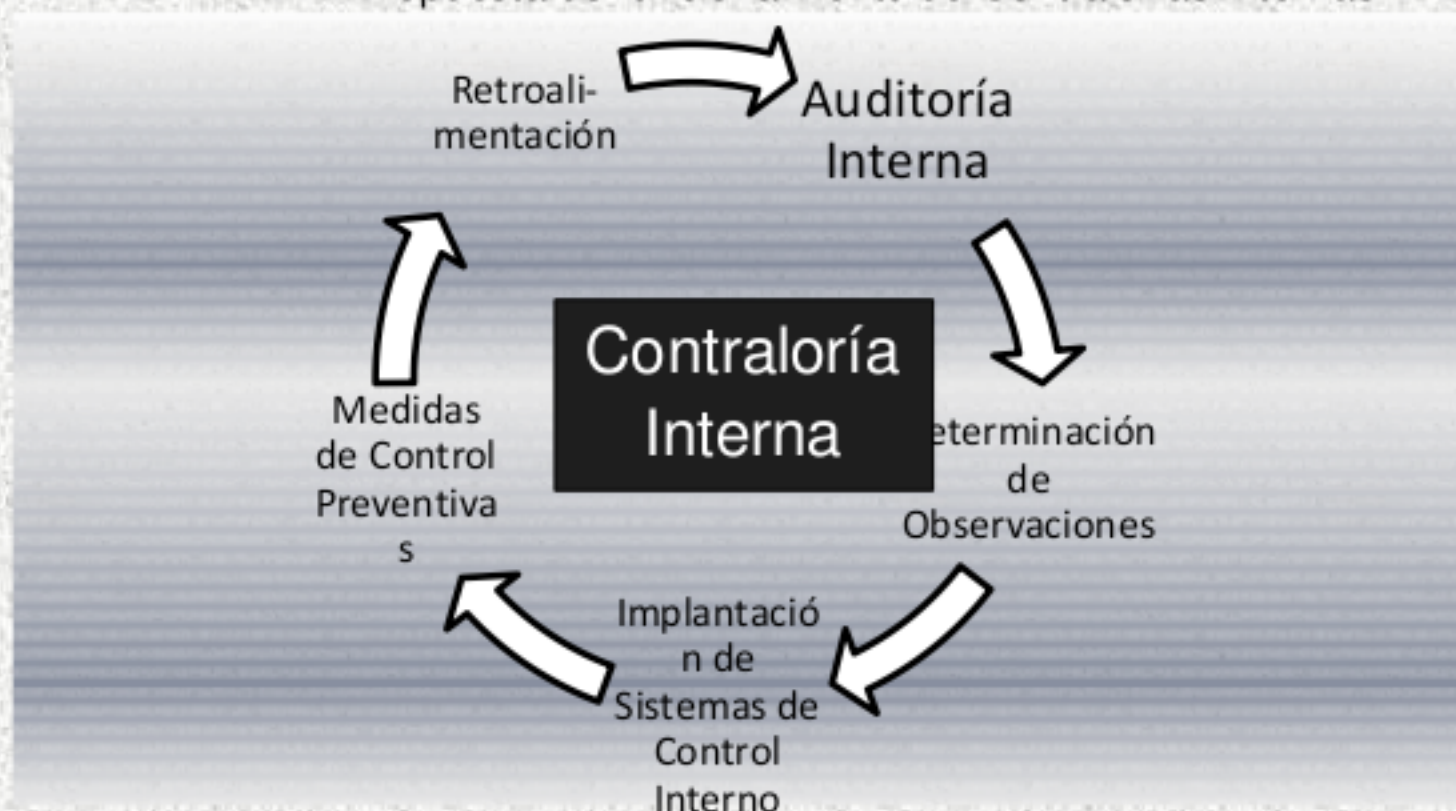 Retroali-
mentación
Auditoría
Interna
Contraloría
Interna
eterminación
de
Observaciones
Implantació
n de
Sistemas de
Control
Interno
Medidas
de Control
Preventiva
s